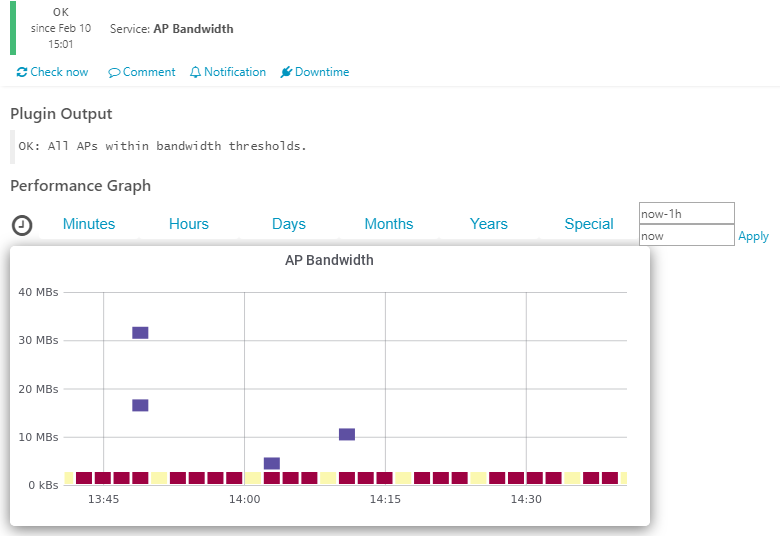 OK
since Feb 10
15:01
Service: AP Bandwidth
Check now Comment Notification Downtime
Plugin Output
OK: All APs within bandwidth thresholds.
Performance Graph
Minutes Hours Days Months Years Special
now-1h
now
Apply
AP Bandwidth
40 MBs
30 MBs
20 MBs
10 MBs
0 kBs
13:45 14:00 14:15 14:30